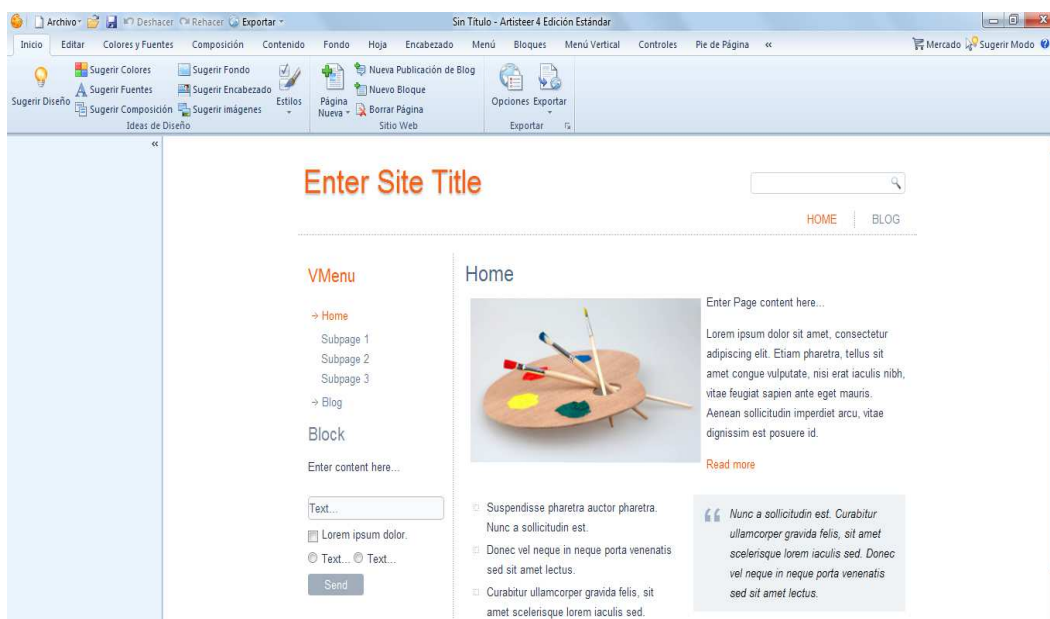 Archivo Deshacer Rehacer Exportar
Sin Título - Artisteer 4 Edición Estándar
Inicio Editar Colores y Fuentes Composición Contenido Fondo Hoja Encabezado Menú Bloques Menú Vertical Controles Pie de Página « Mercado Sugerir Modo
Sugerir Diseño
Sugerir Colores
Sugerir Fuentes
Sugerir Composición
Sugerir Fondo
Sugerir Encabezado
Sugerir imágenes
Estilos
Ideas de Diseño
Página
Nueva
Nueva Publicación de Blog
Nuevo Bloque
Borrar Página
Sitio Web
Opciones Exportar
Exportar
«
Enter Site Title
HOME BLOG
VMenu
Home
Subpage 1
Subpage 2
Subpage 3
Blog
Block
Enter content here...
Text...
Lorem ipsum dolor.
Text... Text...
Send
Home
Enter Page content here...
Lorem ipsum dolor sit amet, consectetur
adipiscing elit. Etiam pharetra, tellus sit
amet congue vulputate, nisi erat iaculis nibh,
vitae feugiat sapien ante eget mauris.
Aenean sollicitudin imperdiet arcu, vitae
dignissim est posuere id.
Read more
Suspendisse pharetra auctor pharetra.
Nunc a sollicitudin est.
Donec vel neque in neque porta venenatis
sed sit amet lectus.
Curabitur ullamcorper gravida felis, sit
amet scelerisque lorem iaculis sed.
“ Nunc a sollicitudin est. Curabitur
ullamcorper gravida felis, sit amet
scelerisque lorem iaculis sed. Donec
vel neque in neque porta venenatis
sed sit amet lectus.